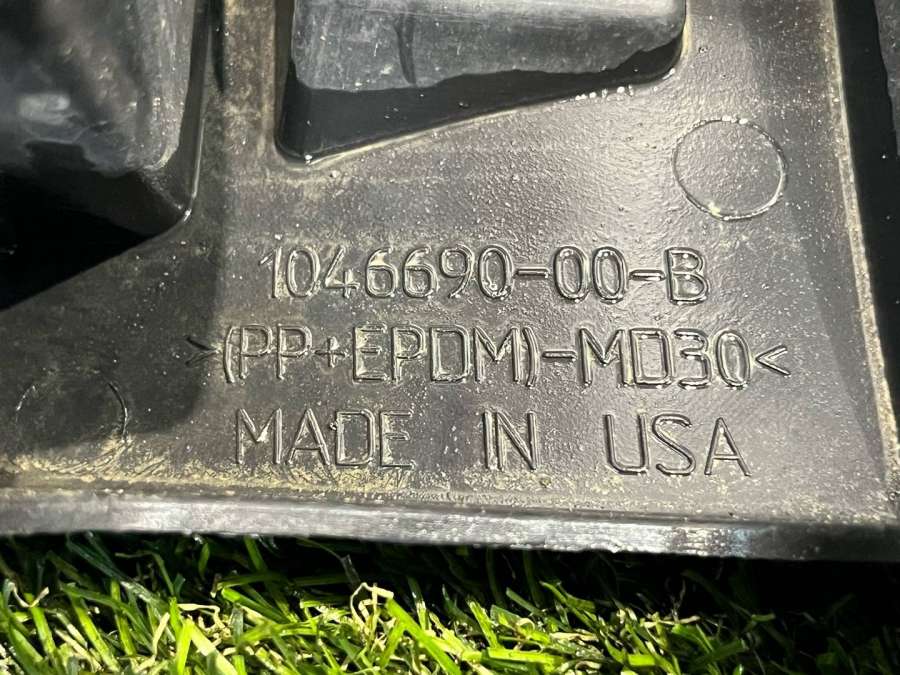 1046690-00-B
>(PP+EPDM)-MD30<
MADE IN USA